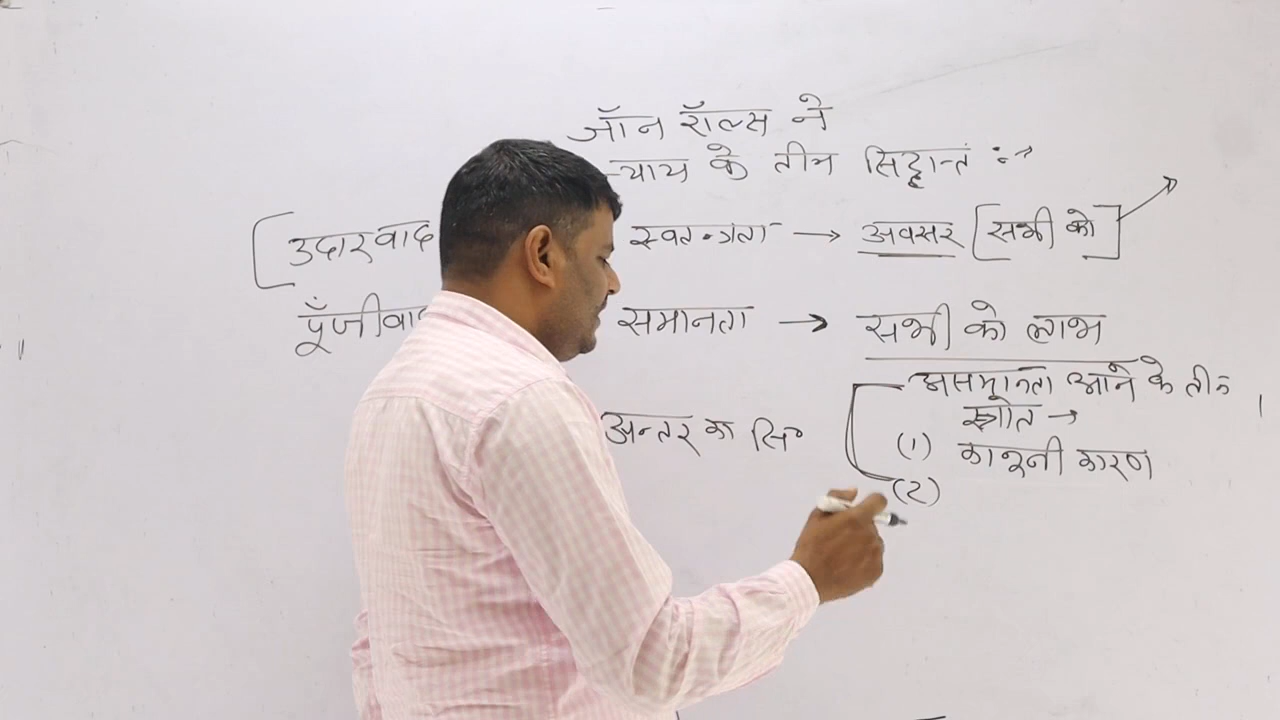 जॉन रॉल्स ने
न्याय के तीन सिद्धान्त :→
उदारवाद स्वतन्त्रता → अवसर [सभी को]
समानता → सभी को लाभ
असमानता आने के तीन
स्त्रोत →
अन्तर का सि०
(1) कानूनी कारण
(2)